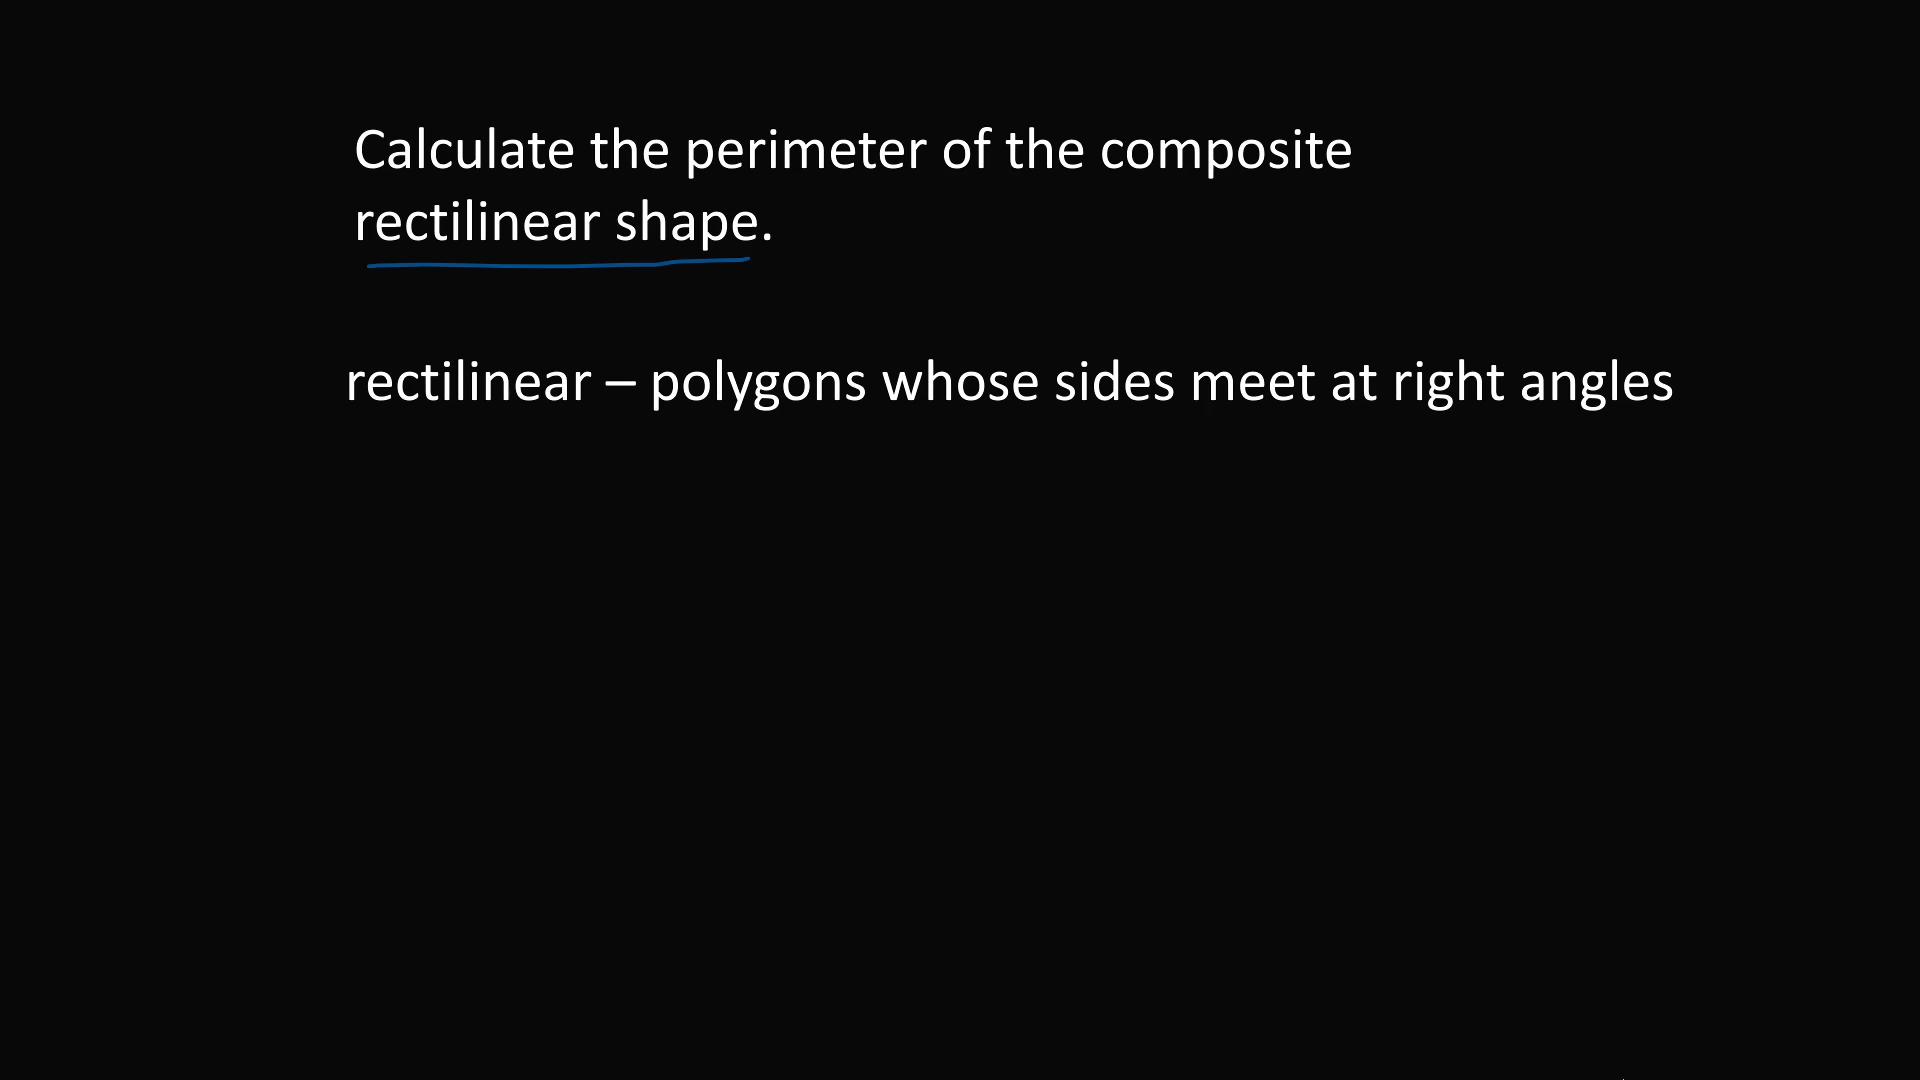 Calculate the perimeter of the composite
rectilinear shape.
rectilinear – polygons whose sides meet at right angles